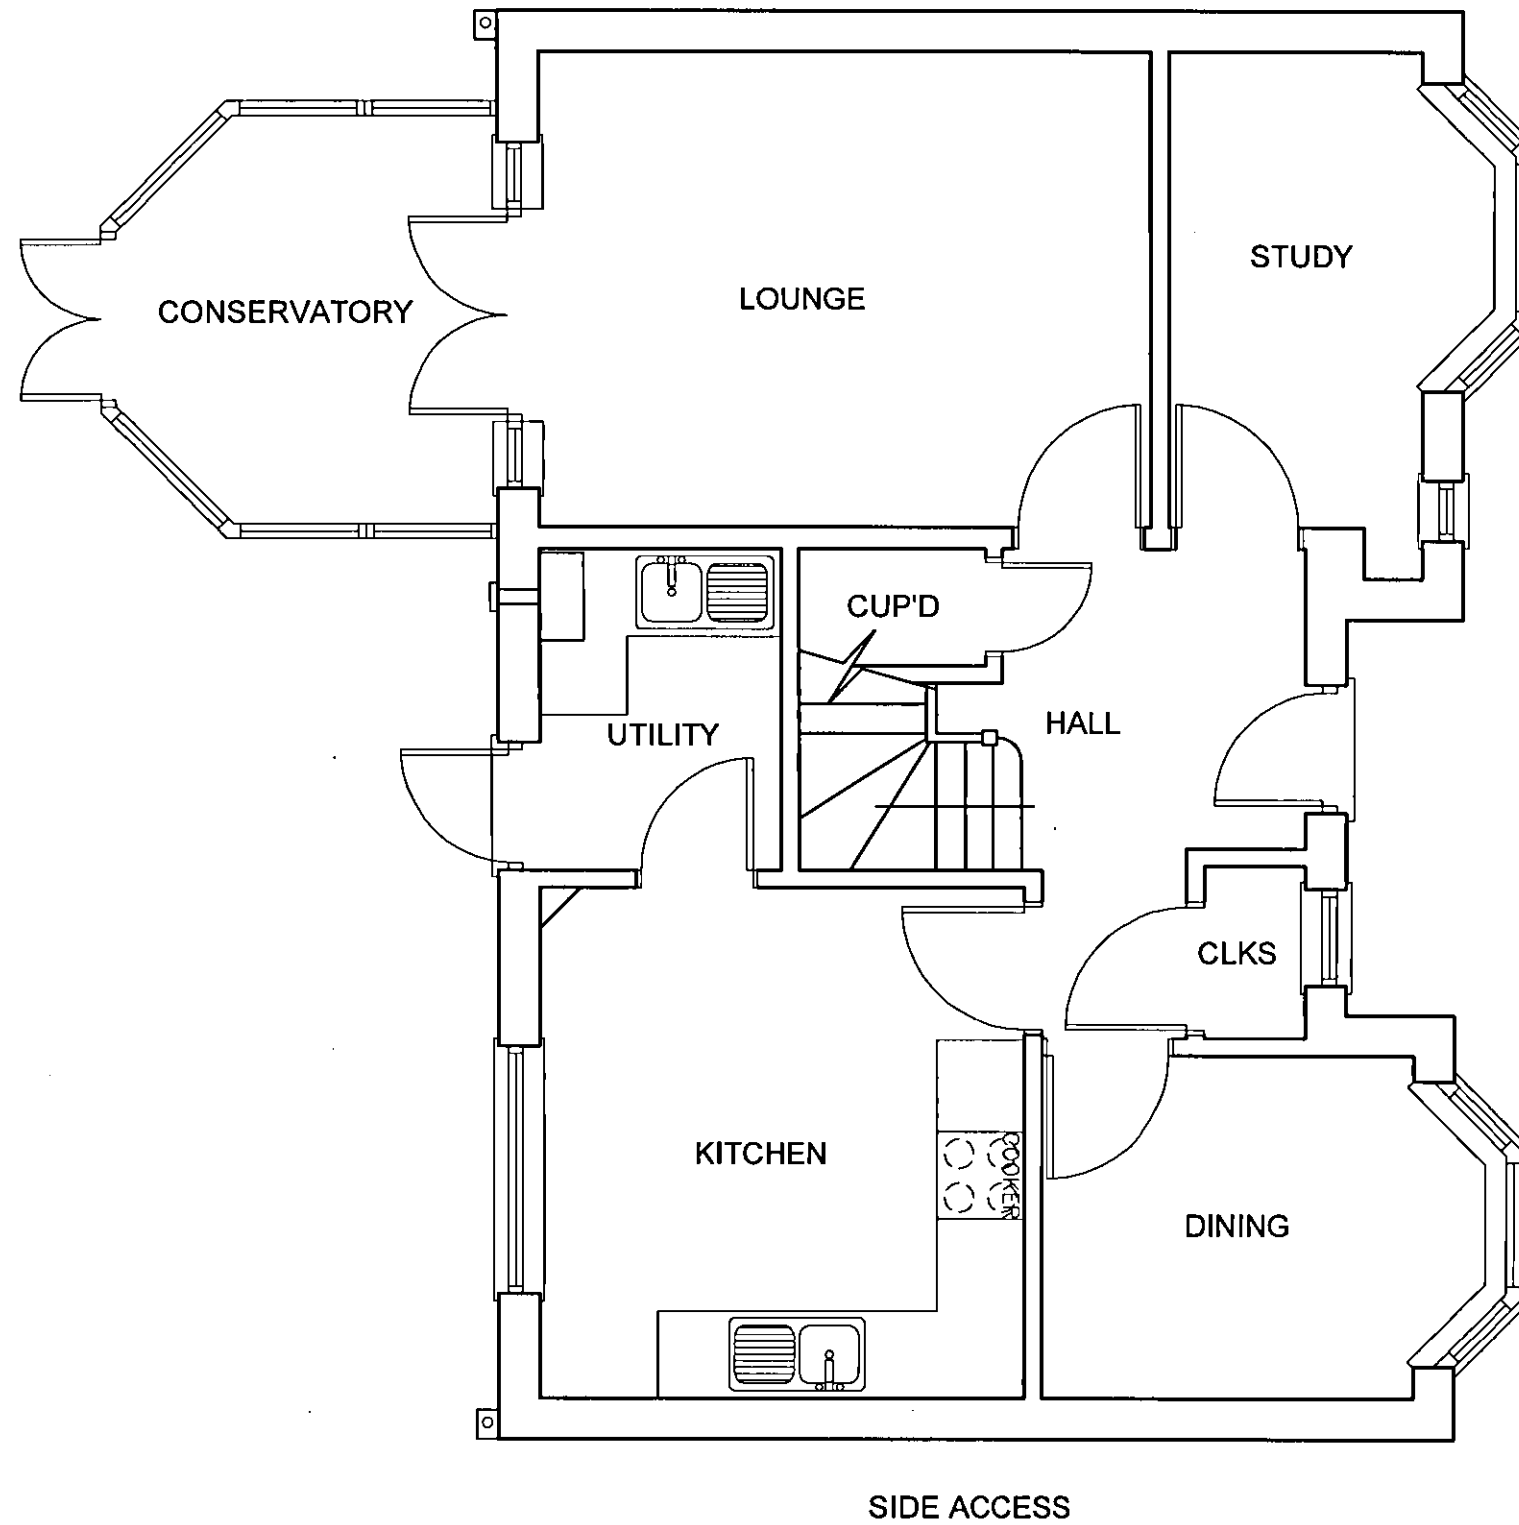 STUDY
LOUNGE
CONSERVATORY
CUP'D
HALL
UTILITY
CLKS
KITCHEN
COOKER
DINING
SIDE ACCESS